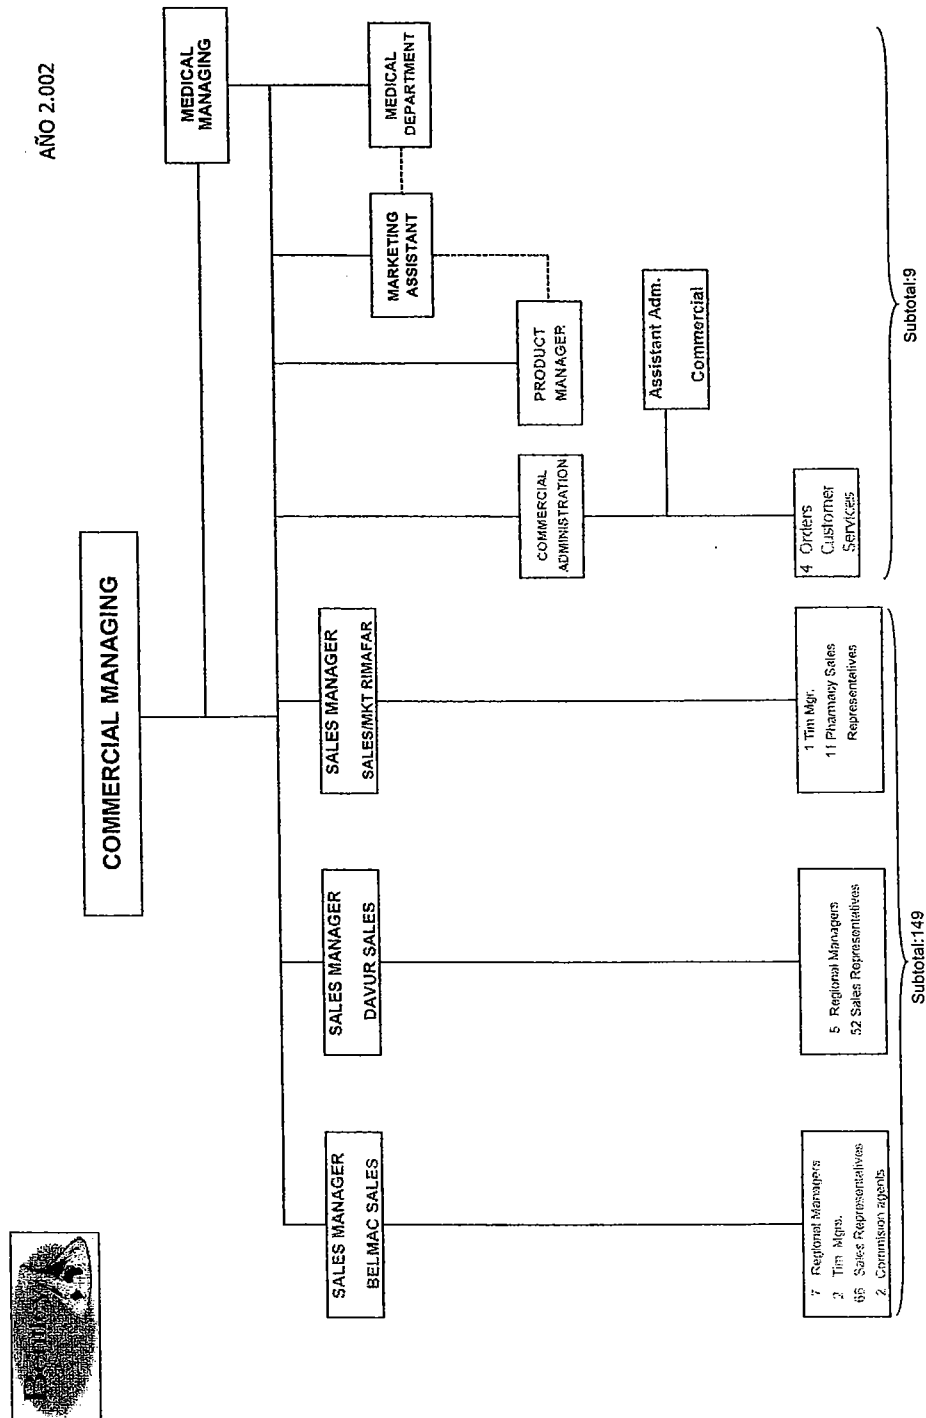 AÑO 2.002
COMMERCIAL MANAGING
MEDICAL
MANAGING
SALES MANAGER
BELMAC SALES
SALES MANAGER
DAVUR SALES
SALES MANAGER
SALES/MKT RIMAFAR
MARKETING
ASSISTANT
MEDICAL
DEPARTMENT
COMMERCIAL
ADMINISTRATION
PRODUCT
MANAGER
Assistant Adm.
Commercial
7 Regional Managers
2 Tim Mgrs.
66 Sales Representatives
2 Commision agents
5 Regional Managers
52 Sales Representatives
1 Tim Mgr.
11 Pharmacy Sales
Representatives
4 Orders
Customer
Services
Subtotal:149
Subtotal:9